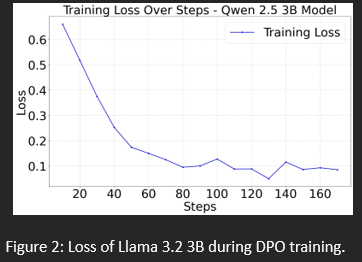 Training Loss Over Steps - Qwen 2.5 3B Model
Training Loss
0.6
0.5
0.4
0.3
0.2
0.1
Loss
20 40 60 80 100 120 140 160
Steps
Figure 2: Loss of Llama 3.2 3B during DPO training.